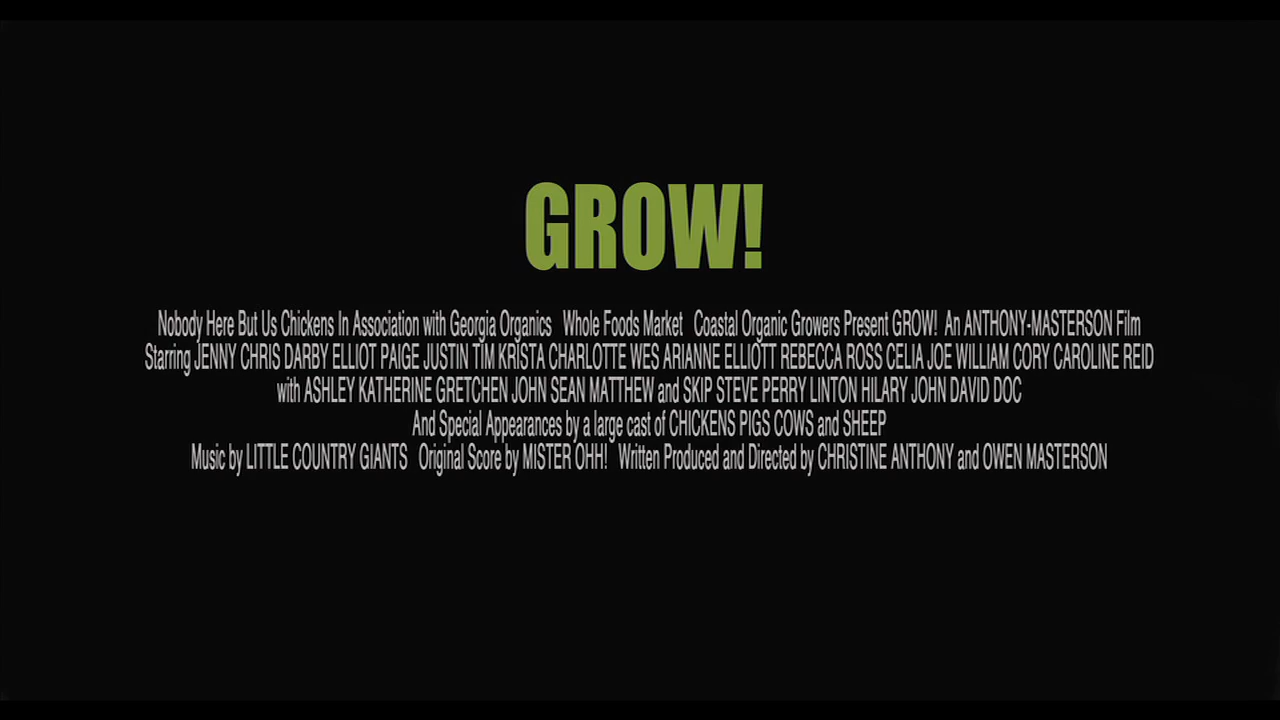 GROW!
Nobody Here But Us Chickens In Association with Georgia Organics Whole Foods Market Coastal Organic Growers Present GROW! An ANTHONY-MASTERSON Film
Starring JENNY CHRIS DARBY ELLIOT PAIGE JUSTIN TIM KRISTA CHARLOTTE WES ARIANNE ELLIOTT REBECCA ROSS CELIA JOE WILLIAM CORY CAROLINE REID
with ASHLEY KATHERINE GRETCHEN JOHN SEAN MATTHEW and SKIP STEVE PERRY LINTON HILARY JOHN DAVID DOC
And Special Appearances by a large cast of CHICKENS PIGS COWS and SHEEP
Music by LITTLE COUNTRY GIANTS Original Score by MISTER OHH! Written Produced and Directed by CHRISTINE ANTHONY and OWEN MASTERSON